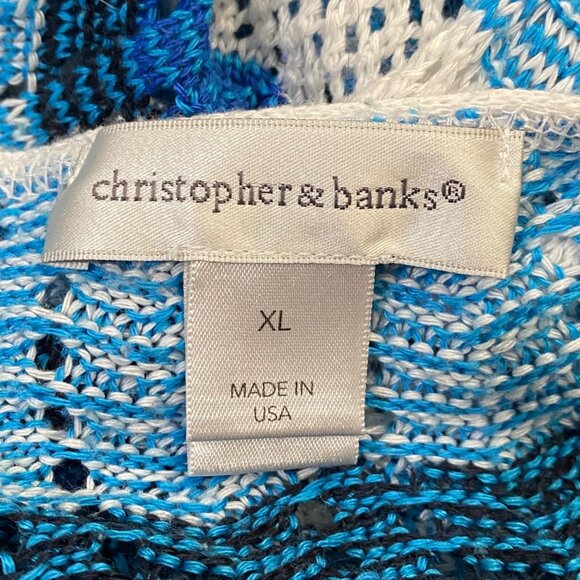 christopher & banks®
XL
MADE IN
USA